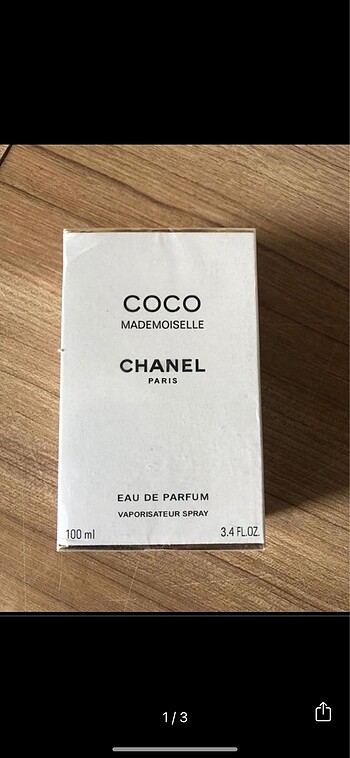 COCO
MADEMOISELLE
CHANEL
PARIS
EAU DE PARFUM
VAPORISATEUR SPRAY
100 ml 3.4 FL.OZ.
1/3